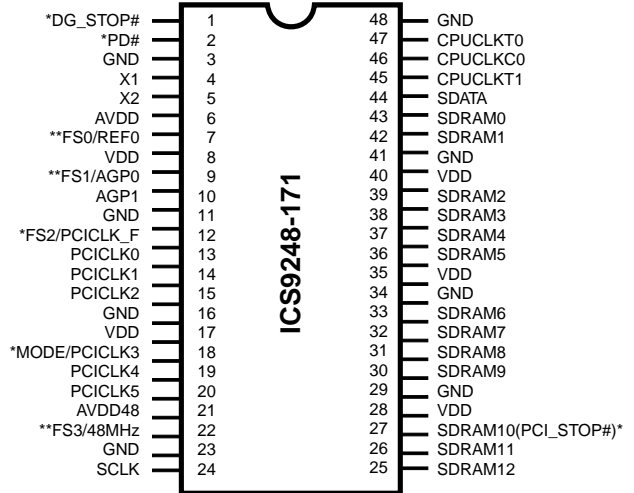 *DG_STOP# 1 48 GND
*PD# 2 47 CPUCLKT0
GND 3 46 CPUCLKC0
X1 4 45 CPUCLKT1
X2 5 44 SDATA
AVDD 6 43 SDRAM0
**FS0/REF0 7 42 SDRAM1
VDD 8 41 GND
**FS1/AGP0 9 40 VDD
AGP1 10 39 SDRAM2
GND 11 38 SDRAM3
*FS2/PCICLK_F 12 37 SDRAM4
PCICLK0 13 36 SDRAM5
PCICLK1 14 35 VDD
PCICLK2 15 34 GND
GND 16 33 SDRAM6
VDD 17 32 SDRAM7
*MODE/PCICLK3 18 31 SDRAM8
PCICLK4 19 30 SDRAM9
PCICLK5 20 29 GND
AVDD48 21 28 VDD
**FS3/48MHz 22 27 SDRAM10(PCI_STOP#)*
GND 23 26 SDRAM11
SCLK 24 25 SDRAM12
ICS9248-171